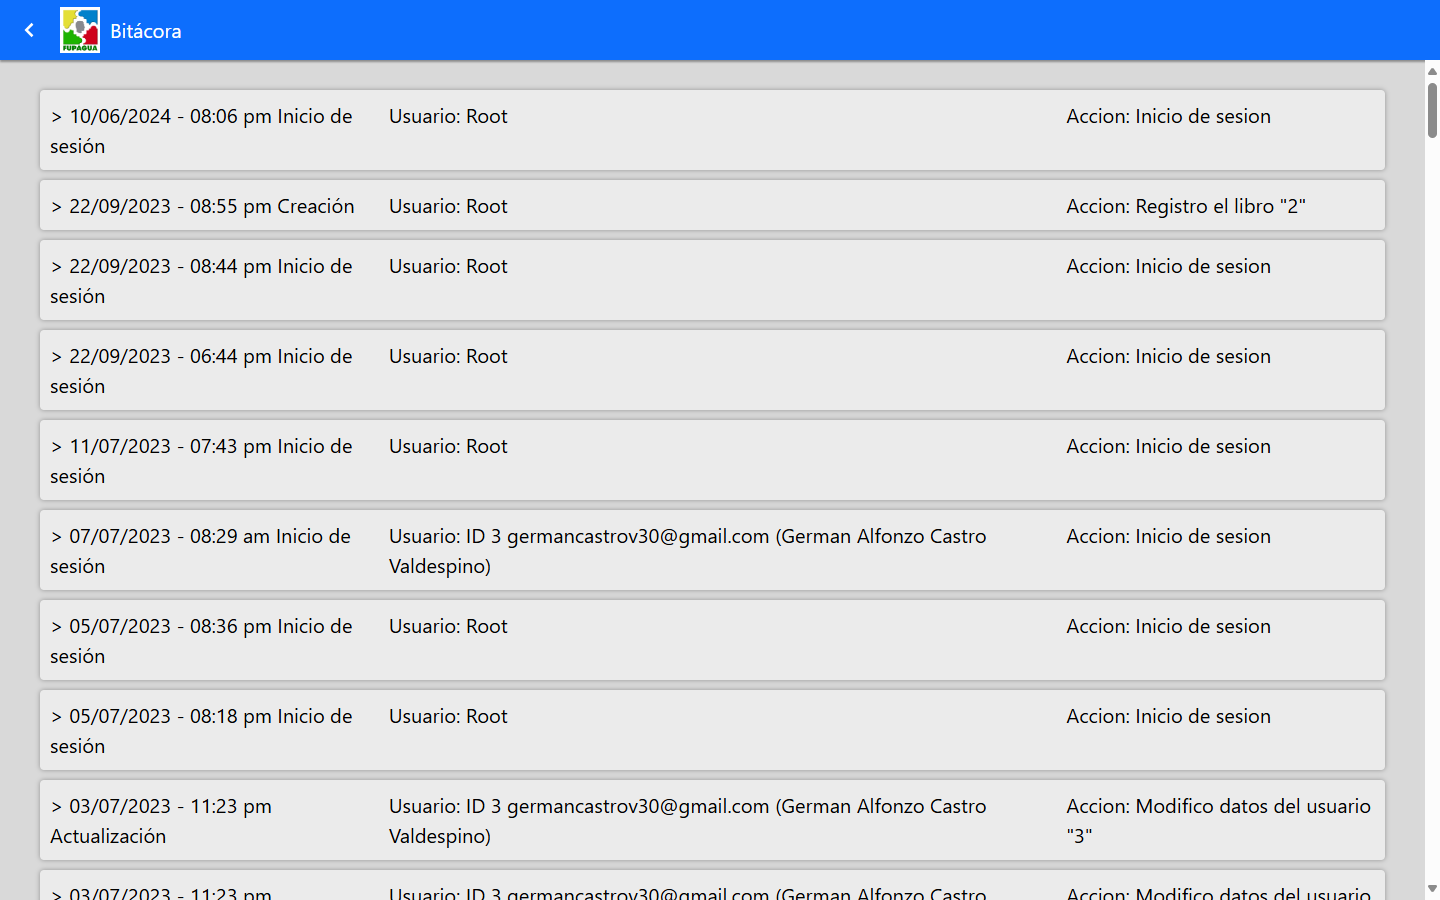 FUPAGUA
Bitácora
> 10/06/2024 - 08:06 pm Inicio de
sesión
Usuario: Root
Accion: Inicio de sesion
> 22/09/2023 - 08:55 pm Creación
Usuario: Root
Accion: Registro el libro "2"
> 22/09/2023 - 08:44 pm Inicio de
sesión
Usuario: Root
Accion: Inicio de sesion
> 22/09/2023 - 06:44 pm Inicio de
sesión
Usuario: Root
Accion: Inicio de sesion
> 11/07/2023 - 07:43 pm Inicio de
sesión
Usuario: Root
Accion: Inicio de sesion
> 07/07/2023 - 08:29 am Inicio de
sesión
Usuario: ID 3 germancastrov30@gmail.com (German Alfonzo Castro
Valdespino)
Accion: Inicio de sesion
> 05/07/2023 - 08:36 pm Inicio de
sesión
Usuario: Root
Accion: Inicio de sesion
> 05/07/2023 - 08:18 pm Inicio de
sesión
Usuario: Root
Accion: Inicio de sesion
> 03/07/2023 - 11:23 pm
Actualización
Usuario: ID 3 germancastrov30@gmail.com (German Alfonzo Castro
Valdespino)
Accion: Modifico datos del usuario
"3"
> 03/07/2023 - 11:23 pm
Usuario: ID 3 germancastrov30@gmail.com (German Alfonzo Castro
Accion: Modifico datos del usuario